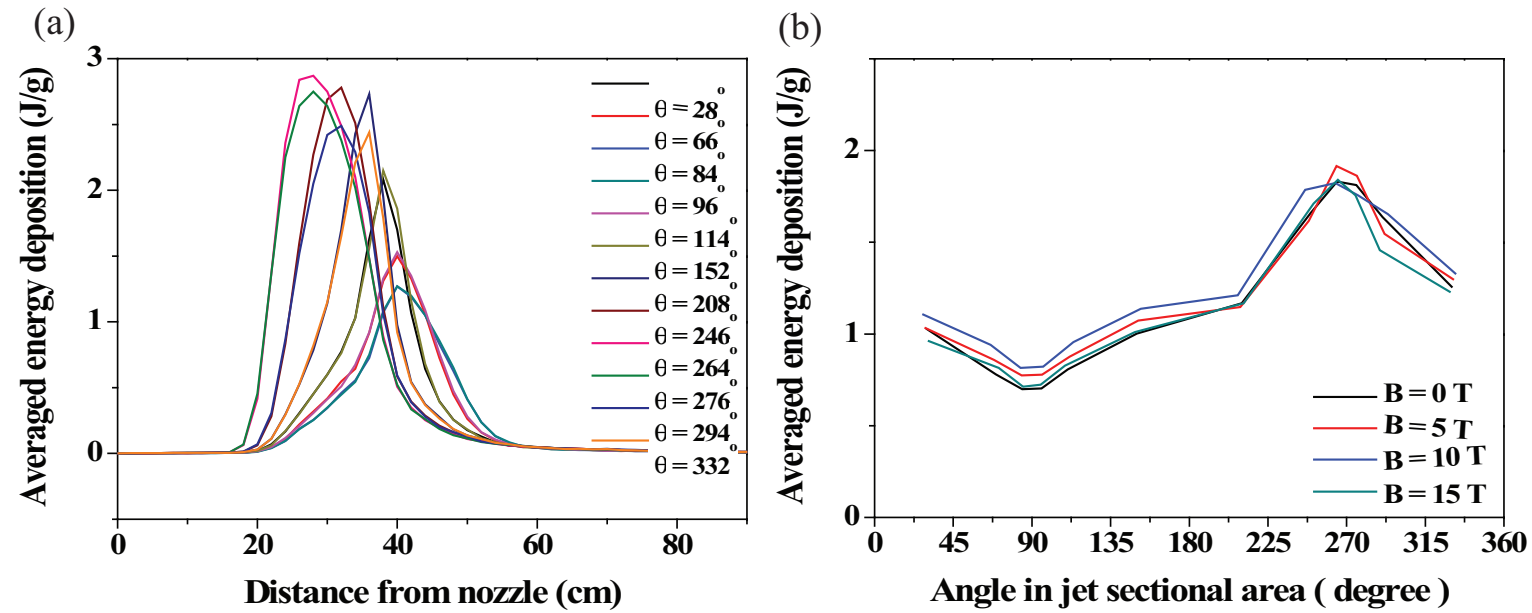 (a)
Averaged energy deposition (J/g)
3
2
1
0
0 20 40 60 80
Distance from nozzle (cm)
θ = 28°
θ = 66°
θ = 84°
θ = 96°
θ = 114°
θ = 152°
θ = 208°
θ = 246°
θ = 264°
θ = 276°
θ = 294°
θ = 332°
(b)
Averaged energy deposition (J/g)
2
1
0
0 45 90 135 180 225 270 315 360
Angle in jet sectional area ( degree )
B = 0 T
B = 5 T
B = 10 T
B = 15 T